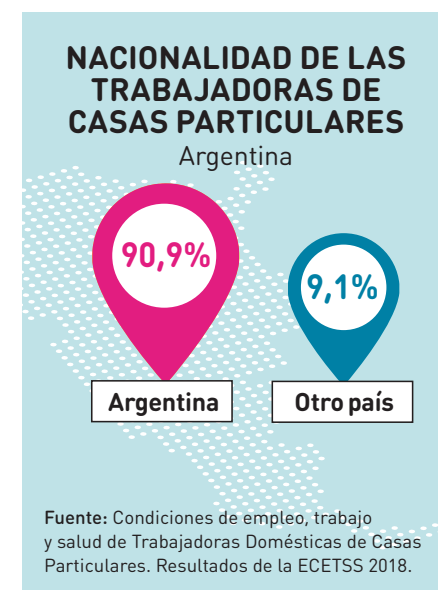 NACIONALIDAD DE LAS
TRABAJADORAS DE
CASAS PARTICULARES
Argentina
90,9%
9,1%
Argentina
Otro país
Fuente: Condiciones de empleo, trabajo
y salud de Trabajadoras Domésticas de Casas
Particulares. Resultados de la ECETSS 2018.